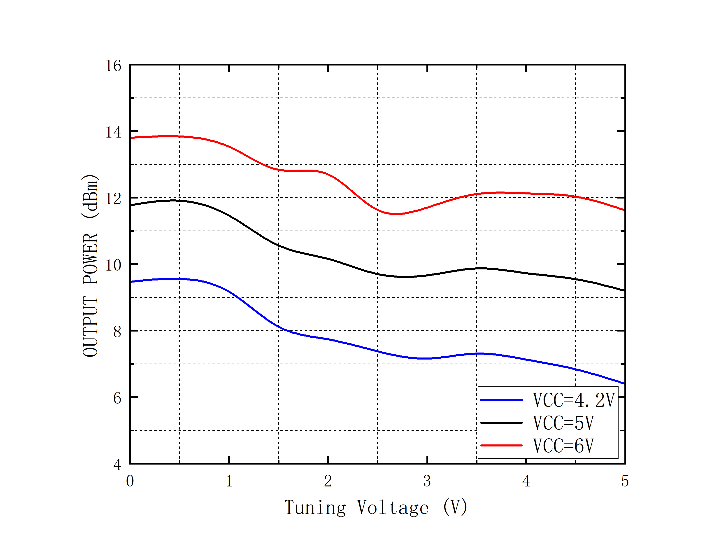 16
14
12
10
8
6
4
OUTPUT POWER (dBm)
VCC=4.2V
VCC=5V
VCC=6V
0 1 2 3 4 5
Tuning Voltage (V)